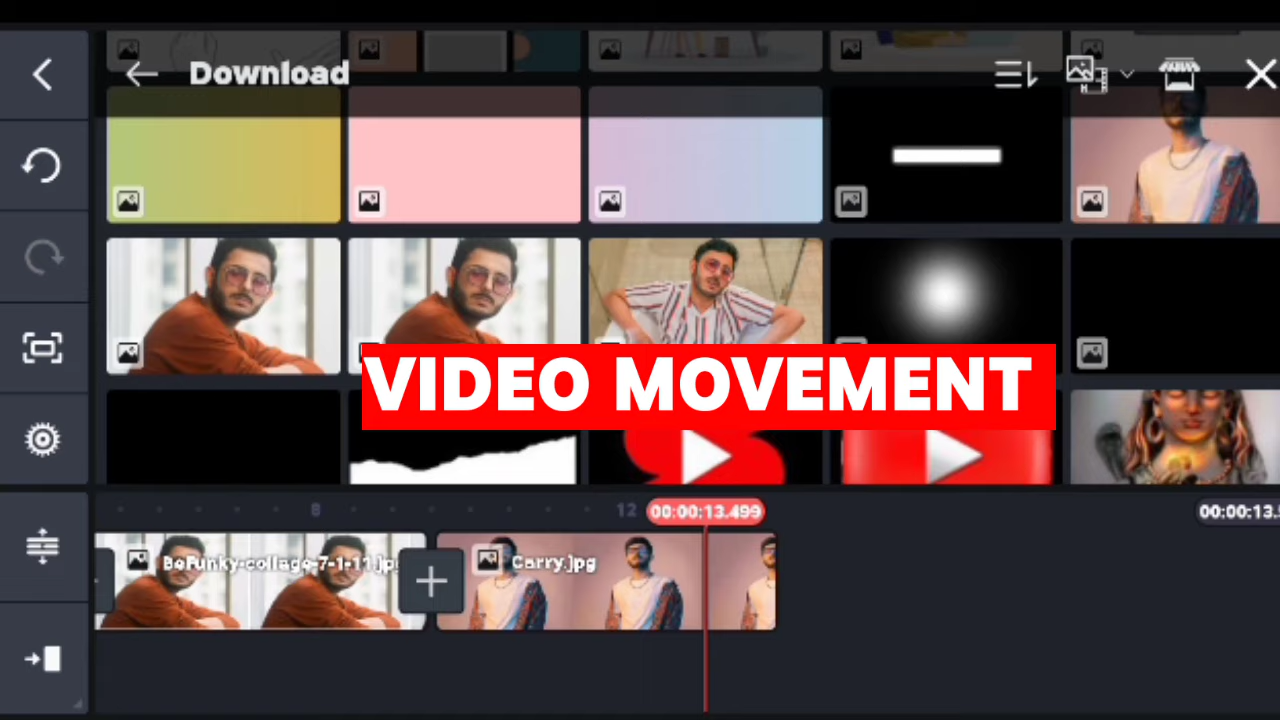 Download
H
VIDEO MOVEMENT
8
12
00:00:13.499
00:00:13.5
BeFunky-collage-7-1-11.jp
Carry.jpg